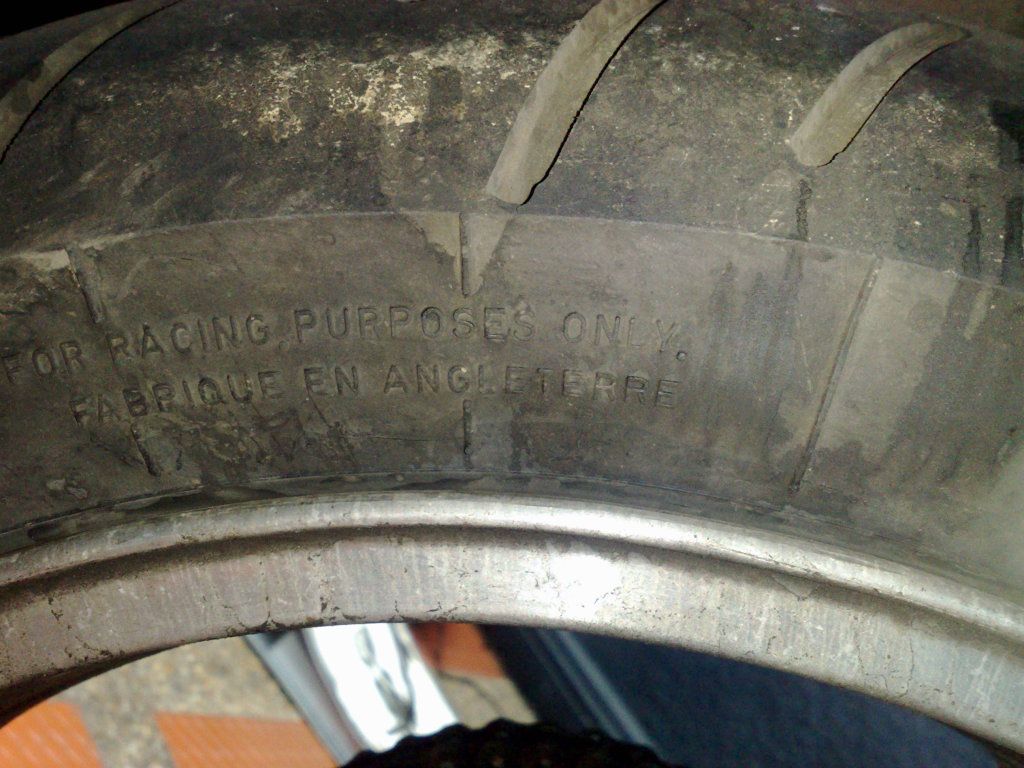 FOR RACING PURPOSES ONLY.
FABRIQUE EN ANGLETERRE